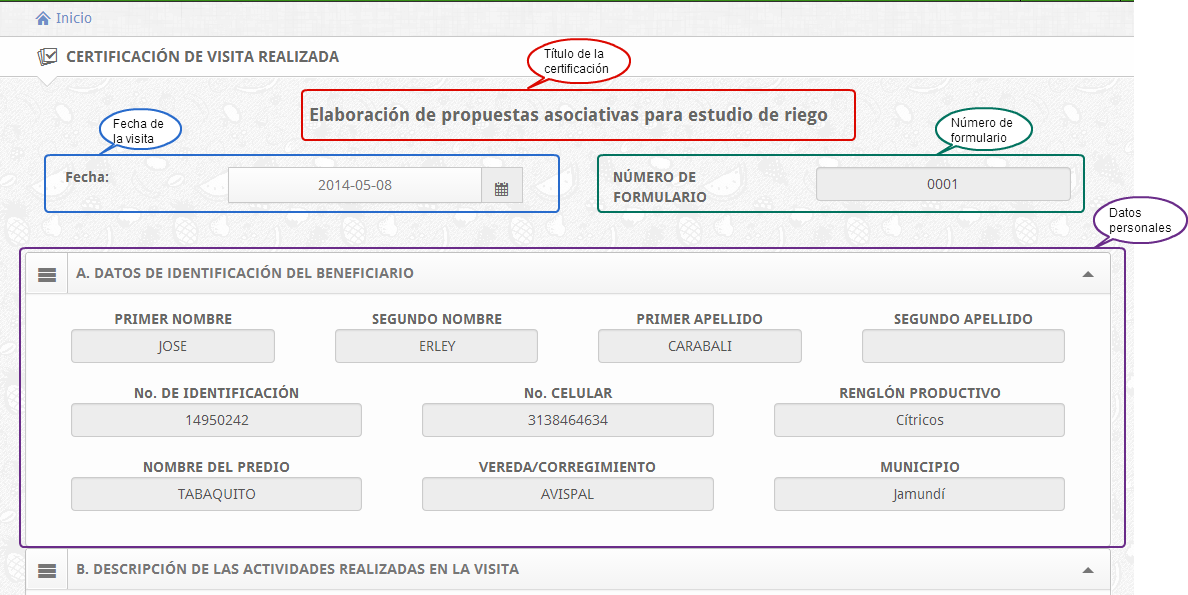 Inicio
CERTIFICACIÓN DE VISITA REALIZADA
Título de la
certificación
Elaboración de propuestas asociativas para estudio de riego
Fecha de
la visita
Número de
formulario
Fecha:
2014-05-08
NÚMERO DE
FORMULARIO
0001
Datos
personales
A. DATOS DE IDENTIFICACIÓN DEL BENEFICIARIO
PRIMER NOMBRE SEGUNDO NOMBRE PRIMER APELLIDO SEGUNDO APELLIDO
JOSE ERLEY CARABALI
No. DE IDENTIFICACIÓN No. CELULAR RENGLÓN PRODUCTIVO
14950242 3138464634 Cítricos
NOMBRE DEL PREDIO VEREDA/CORREGIMIENTO MUNICIPIO
TABAQUITO AVISPAL Jamundí
B. DESCRIPCIÓN DE LAS ACTIVIDADES REALIZADAS EN LA VISITA